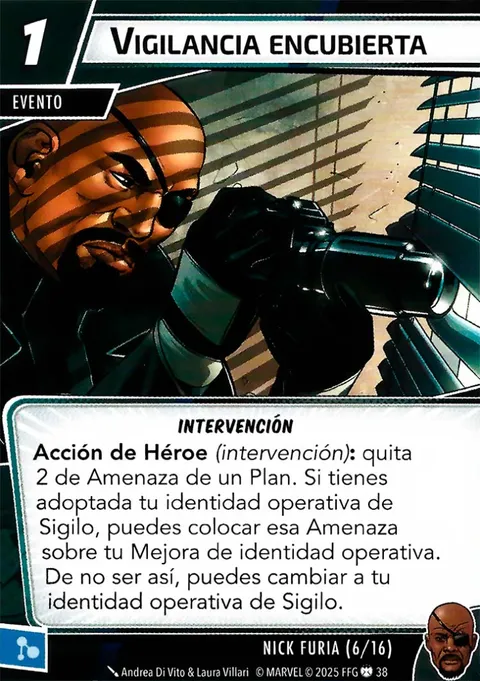 1
VIGILANCIA ENCUBIERTA
EVENTO
INTERVENCIÓN
Acción de Héroe (intervención): quita
2 de Amenaza de un Plan. Si tienes
adoptada tu identidad operativa de
Sigilo, puedes colocar esa Amenaza
sobre tu Mejora de identidad operativa.
De no ser así, puedes cambiar a tu
identidad operativa de Sigilo.
NICK FURIA (6/16)
Andrea Di Vito & Laura Villari © MARVEL © 2025 FFG 38